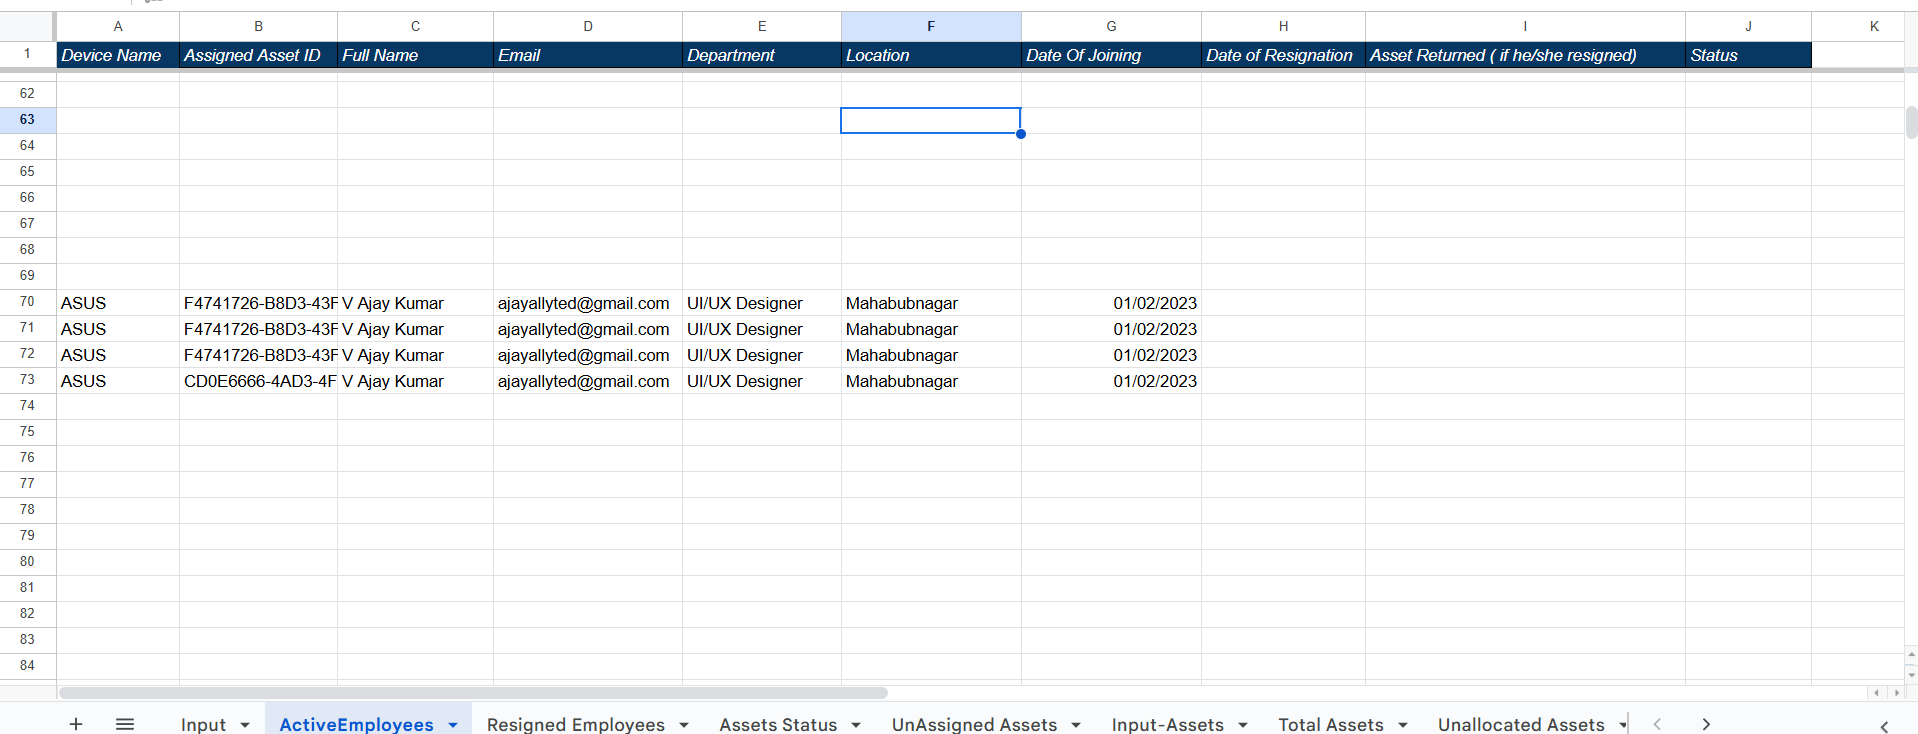 A B C D E F G H I J K
1 Device Name Assigned Asset ID Full Name Email Department Location Date Of Joining Date of Resignation Asset Returned ( if he/she resigned) Status
62
63
64
65
66
67
68
69
70 ASUS F4741726-B8D3-43F V Ajay Kumar ajayallyted@gmail.com UI/UX Designer Mahabubnagar 01/02/2023
71 ASUS F4741726-B8D3-43F V Ajay Kumar ajayallyted@gmail.com UI/UX Designer Mahabubnagar 01/02/2023
72 ASUS F4741726-B8D3-43F V Ajay Kumar ajayallyted@gmail.com UI/UX Designer Mahabubnagar 01/02/2023
73 ASUS CD0E6666-4AD3-4F V Ajay Kumar ajayallyted@gmail.com UI/UX Designer Mahabubnagar 01/02/2023
74
75
76
77
78
79
80
81
82
83
84
Input ActiveEmployees Resigned Employees Assets Status UnAssigned Assets Input-Assets Total Assets Unallocated Assets